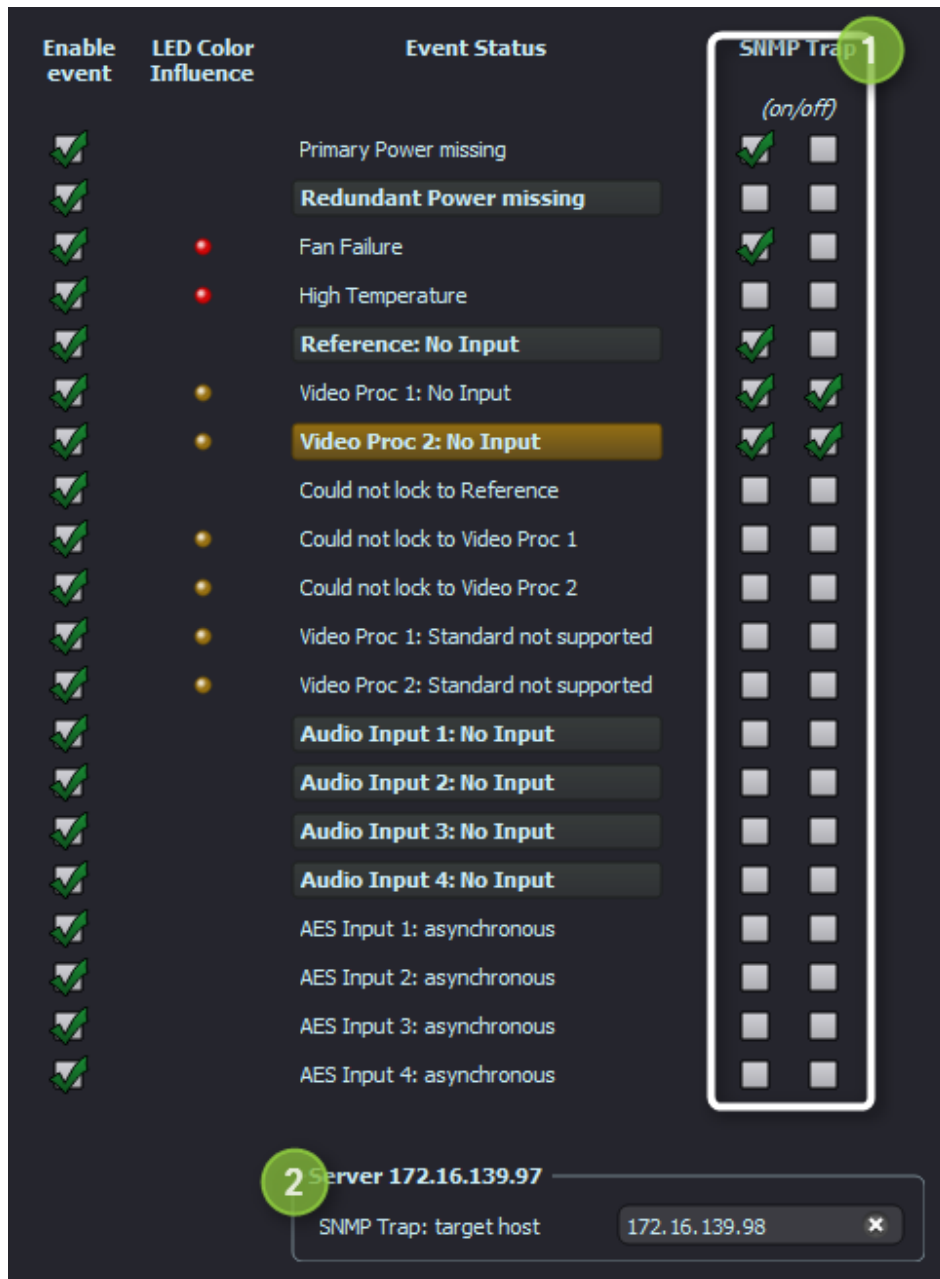 Enable event LED Color Influence Event Status SNMP Trap 1
(on/off)
Primary Power missing
Redundant Power missing
Fan Failure
High Temperature
Reference: No Input
Video Proc 1: No Input
Video Proc 2: No Input
Could not lock to Reference
Could not lock to Video Proc 1
Could not lock to Video Proc 2
Video Proc 1: Standard not supported
Video Proc 2: Standard not supported
Audio Input 1: No Input
Audio Input 2: No Input
Audio Input 3: No Input
Audio Input 4: No Input
AES Input 1: asynchronous
AES Input 2: asynchronous
AES Input 3: asynchronous
AES Input 4: asynchronous
2 Server 172.16.139.97
SNMP Trap: target host 172.16.139.98